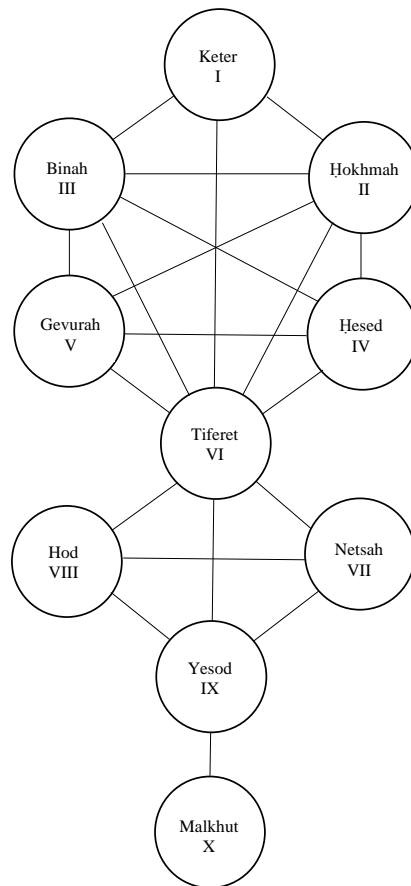 Keter
I
Binah
III
Ḥokhmah
II
Gevurah
V
Ḥesed
IV
Tiferet
VI
Hod
VIII
Netsah
VII
Yesod
IX
Malkhut
X